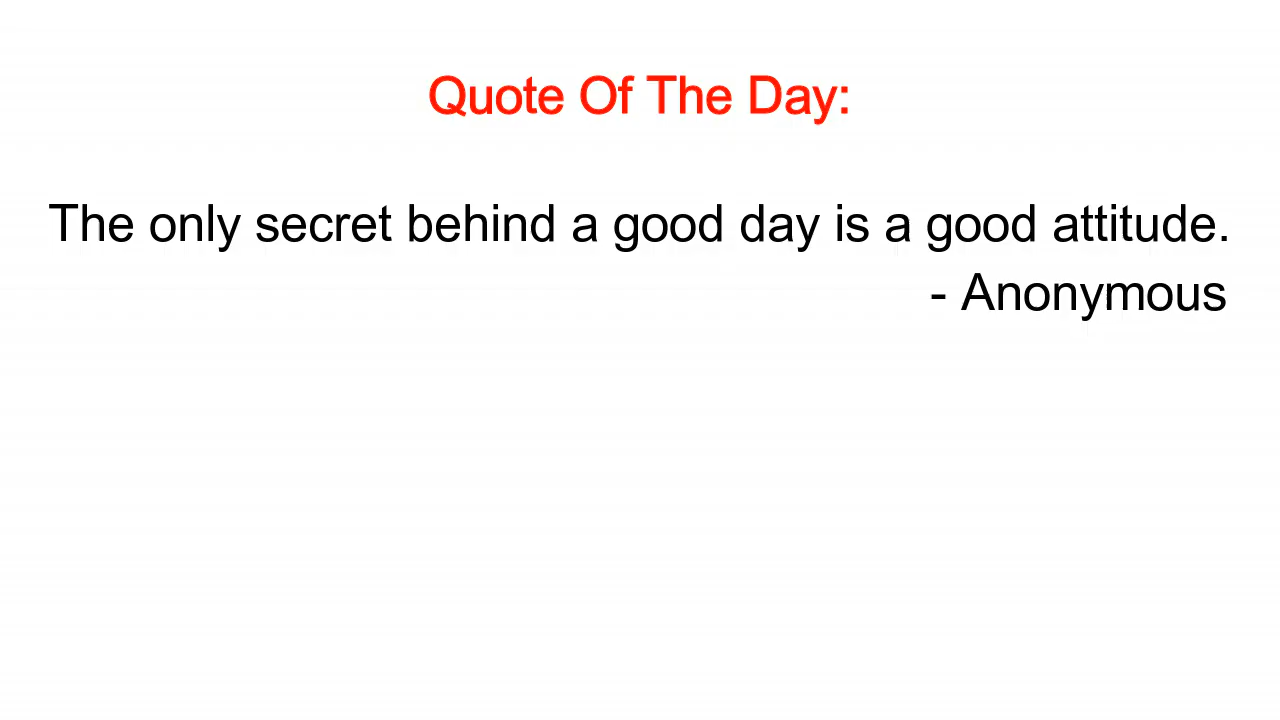 Quote Of The Day:
The only secret behind a good day is a good attitude.
- Anonymous